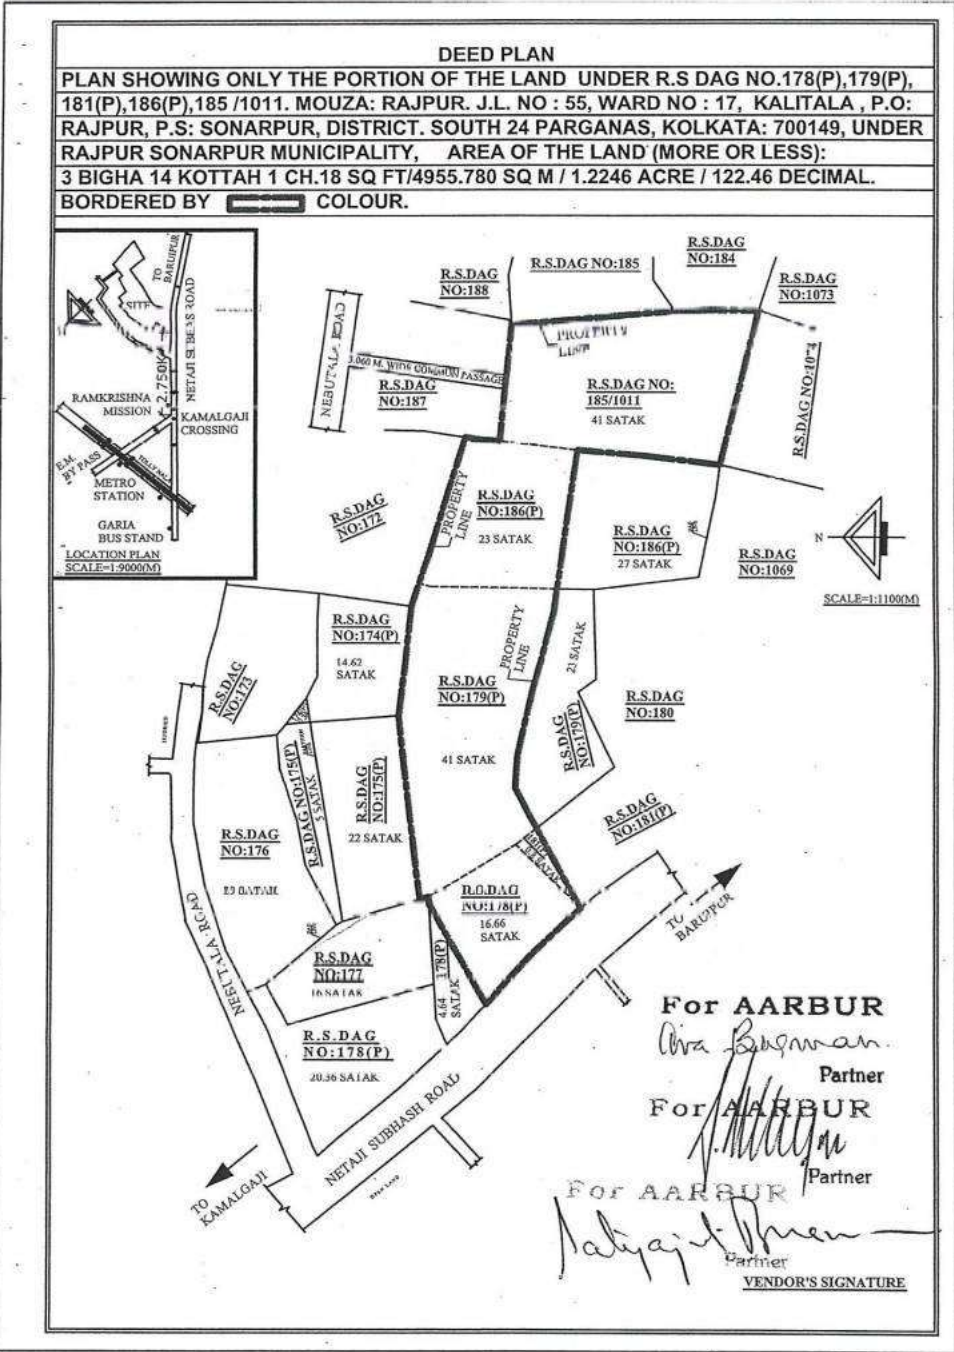 DEED PLAN
PLAN SHOWING ONLY THE PORTION OF THE LAND UNDER R.S DAG NO.178(P),179(P),
181(P),186(P),185 /1011. MOUZA: RAJPUR. J.L. NO : 55, WARD NO : 17, KALITALA , P.O:
RAJPUR, P.S: SONARPUR, DISTRICT. SOUTH 24 PARGANAS, KOLKATA: 700149, UNDER
RAJPUR SONARPUR MUNICIPALITY, AREA OF THE LAND (MORE OR LESS):
3 BIGHA 14 KOTTAH 1 CH.18 SQ FT/4955.780 SQ M / 1.2246 ACRE / 122.46 DECIMAL.
BORDERED BY COLOUR.
TO
BARUIPUR
SITE
NETAJI SUBHAS ROAD
2.750K
RAMKRISHNA
MISSION
KAMALGAJI
CROSSING
E.M.
BY PASS
METRO
STATION
GARIA
BUS STAND
LOCATION PLAN
SCALE=1:9000(M)
R.S.DAG
NO:188
R.S.DAG NO:185
R.S.DAG
NO:184
R.S.DAG
NO:1073
NEBUTALA ROAD
3.060 M. WIDE COMMON PASSAGE
R.S.DAG
NO:187
PROPERTY
LINE
R.S.DAG NO:
185/1011
41 SATAK
R.S.DAG NO:1074
R.S.DAG
NO:172
PROPERTY
LINE
R.S.DAG
NO:186(P)
23 SATAK
R.S.DAG
NO:186(P)
27 SATAK
R.S.DAG
NO:1069
N
SCALE=1:1100(M)
R.S.DAG
NO:174(P)
14.62
SATAK
R.S.DAG
NO:173
PROPERTY
LINE
R.S.DAG
NO:179(P)
41 SATAK
23 SATAK
R.S.DAG
NO:179(P)
R.S.DAG
NO:180
R.S.DAG NO:175(P)
5 SATAK
R.S.DAG
NO:175(P)
22 SATAK
R.S.DAG
NO:176
R.S.DAG
NO:181(P)
SATAK
R.S.DAG
NO:178(P)
16.66
SATAK
TO
BARUIPUR
NEBUTALA ROAD
R.S.DAG
NO:177
16 SATAK
178(P)
4.64
SATAK
R.S.DAG
NO:178(P)
20.36 SATAK
NETAJI SUBHASH ROAD
TO
KAMALGAJI
For AARBUR
Partner
For AARBUR
Partner
For AARBUR
Partner
VENDOR'S SIGNATURE